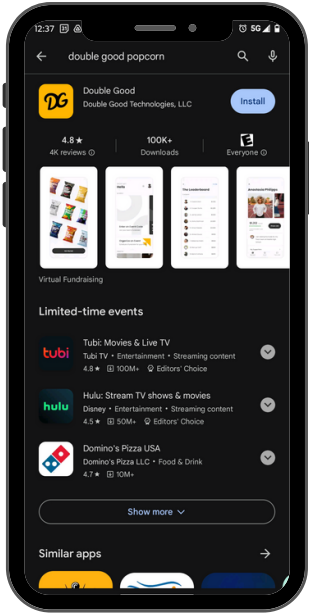 12:37
31
5G
double good popcorn
DG
Double Good
Double Good Technologies, LLC
Install
4.8★
4K reviews
100K+
Downloads
E
Everyone
Virtual Fundraising
Limited-time events
tubi
Tubi: Movies & Live TV
Tubi TV • Entertainment • Streaming content
4.8★ 100M+ Editors' Choice
hulu
Hulu: Stream TV shows & movies
Disney • Entertainment • Streaming content
4.5★ 50M+ Editors' Choice
Domino's Pizza USA
Domino's Pizza LLC • Food & Drink
4.7★ 10M+
Show more
Similar apps